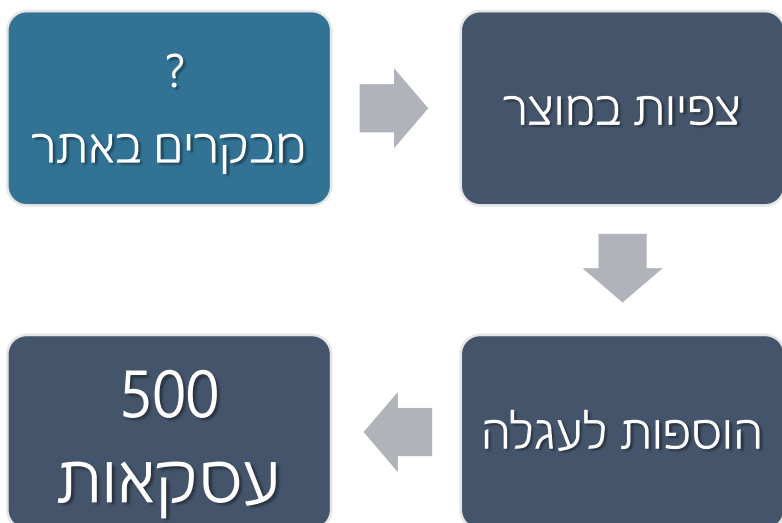 ?
מבקרים באתר
צפיות במוצר
הוספות לעגלה
500
עסקאות